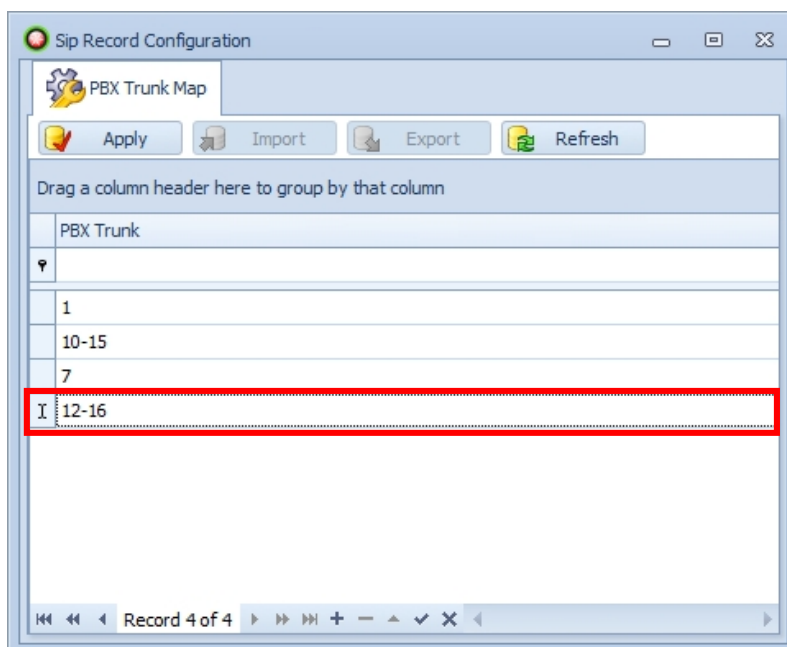 Sip Record Configuration
PBX Trunk Map
Apply Import Export Refresh
Drag a column header here to group by that column
PBX Trunk
1
10-15
7
12-16
Record 4 of 4